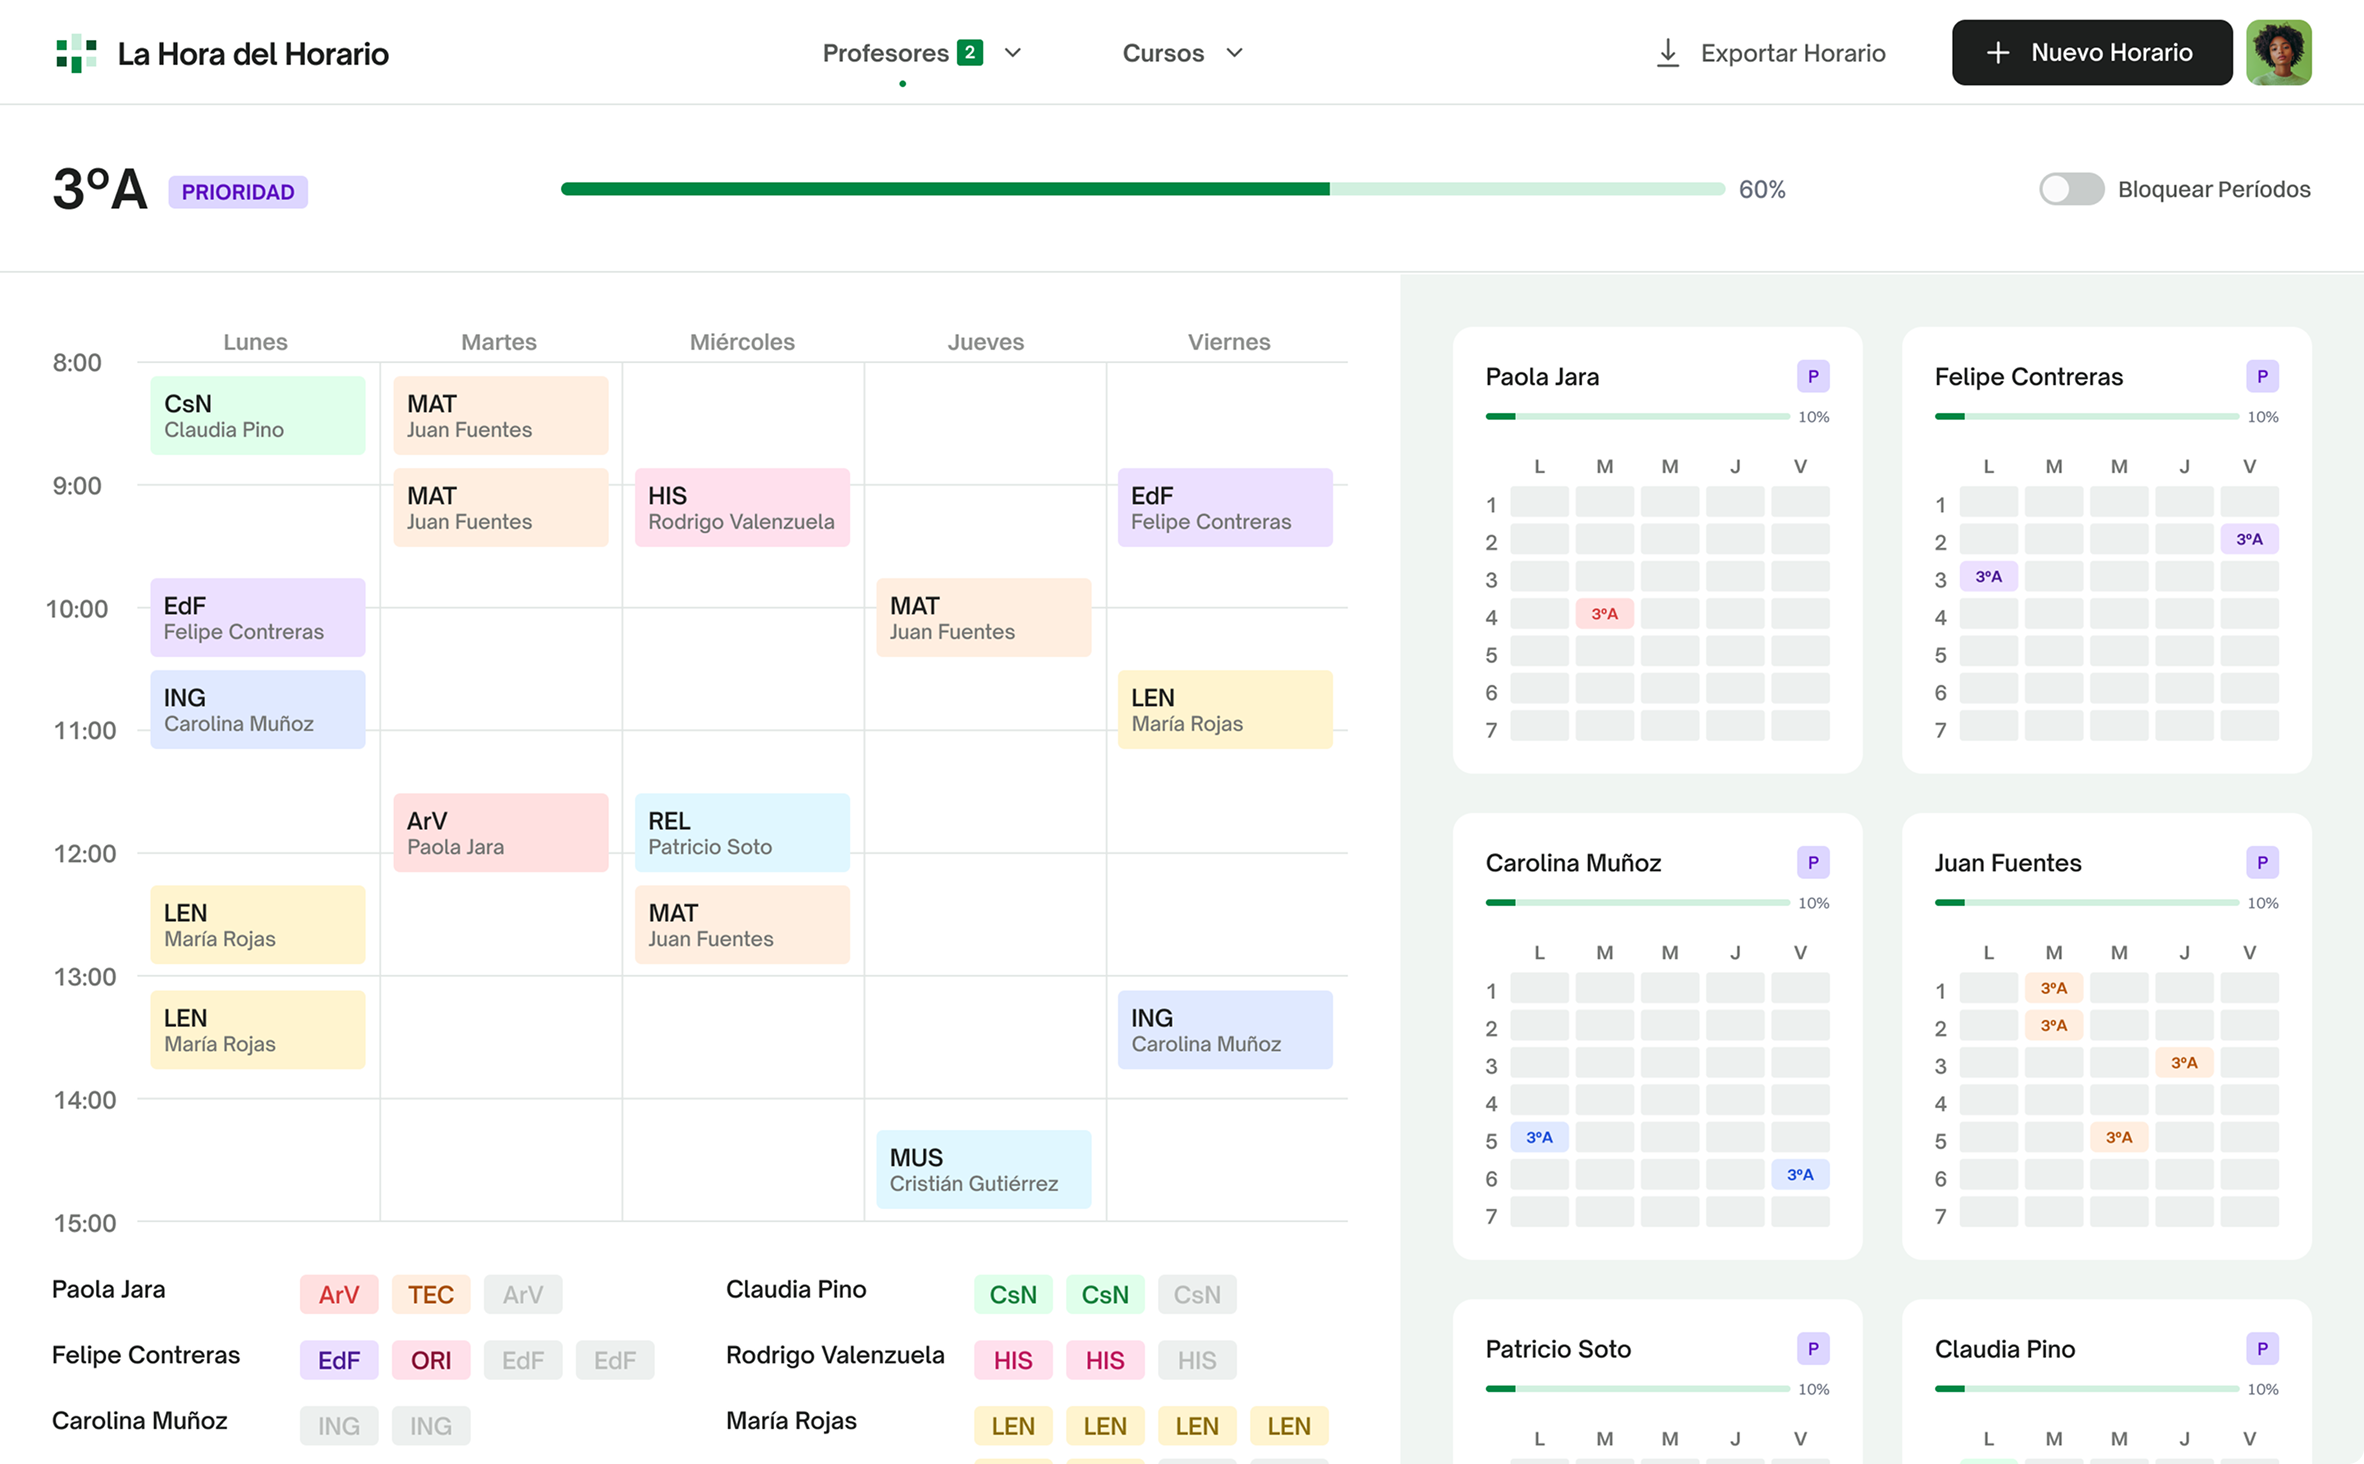 La Hora del Horario
Profesores 2
Cursos
Exportar Horario
Nuevo Horario
3ºA PRIORIDAD
60%
Bloquear Períodos
Lunes Martes Miércoles Jueves Viernes
8:00
CsN
Claudia Pino
MAT
Juan Fuentes
9:00
MAT
Juan Fuentes
HIS
Rodrigo Valenzuela
EdF
Felipe Contreras
10:00
EdF
Felipe Contreras
MAT
Juan Fuentes
ING
Carolina Muñoz
LEN
María Rojas
11:00
ArV
Paola Jara
REL
Patricio Soto
12:00
LEN
María Rojas
MAT
Juan Fuentes
13:00
LEN
María Rojas
ING
Carolina Muñoz
14:00
MUS
Cristián Gutiérrez
15:00
Paola Jara ArV TEC ArV
Felipe Contreras EdF ORI EdF EdF
Carolina Muñoz ING ING
Claudia Pino CsN CsN CsN
Rodrigo Valenzuela HIS HIS HIS
María Rojas LEN LEN LEN LEN
Paola Jara P
10%
L M M J V
1
2
3
4 3ºA
5
6
7
Felipe Contreras P
10%
L M M J V
1
2 3ºA
3 3ºA
4
5
6
7
Carolina Muñoz P
10%
L M M J V
1
2
3
4
5 3ºA
6 3ºA
7
Juan Fuentes P
10%
L M M J V
1 3ºA
2 3ºA
3 3ºA
4
5 3ºA
6
7
Patricio Soto P
10%
L M M J V
Claudia Pino P
10%
L M M J V